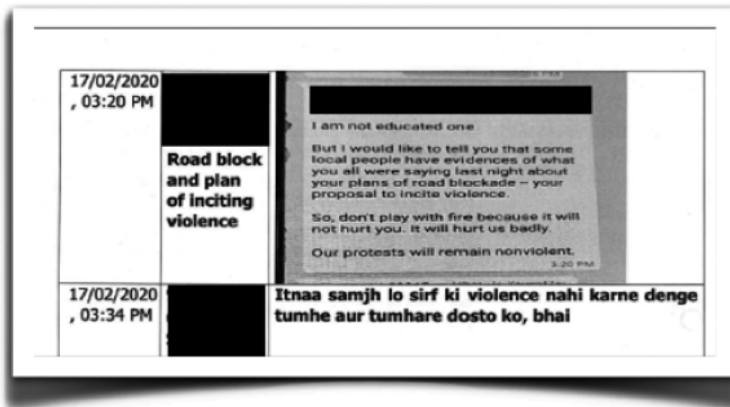 17/02/2020
, 03:20 PM
Road block
and plan
of inciting
violence
I am not educated one
But I would like to tell you that some
local people have evidences of what
you all were saying last night about
your plans of road blockade – your
proposal to incite violence.
So, don't play with fire because it will
not hurt you. It will hurt us badly.
Our protests will remain nonviolent.
3:20 PM
17/02/2020
, 03:34 PM
Itnaa samjh lo sirf ki violence nahi karne denge
tumhe aur tumhare dosto ko, bhai